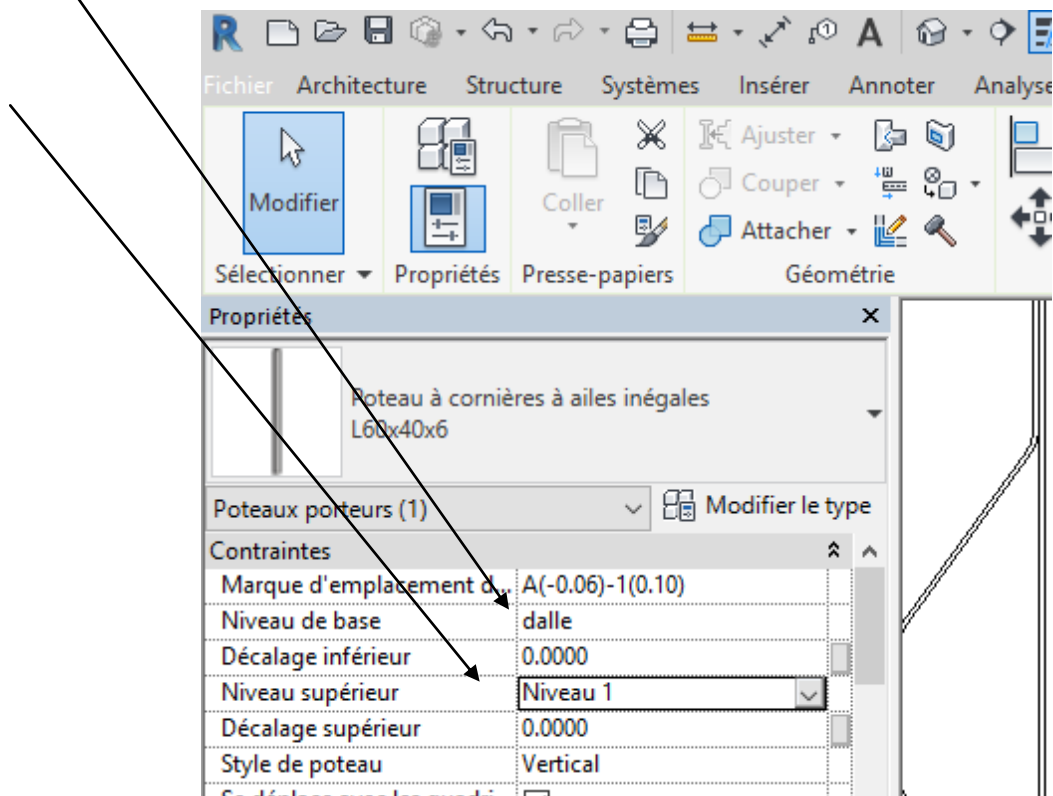 Fichier Architecture Structure Systèmes Insérer Annoter Analyse
Modifier
Coller
Ajuster
Couper
Attacher
Sélectionner Propriétés Presse-papiers Géométrie
Propriétés
Poteau à cornières à ailes inégales
L60x40x6
Poteaux porteurs (1) Modifier le type
Contraintes
Marque d'emplacement d... A(-0.06)-1(0.10)
Niveau de base dalle
Décalage inférieur 0.0000
Niveau supérieur Niveau 1
Décalage supérieur 0.0000
Style de poteau Vertical